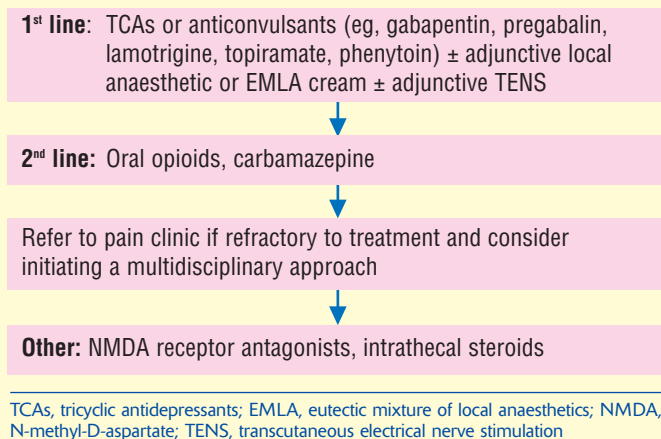 1st line: TCAs or anticonvulsants (eg, gabapentin, pregabalin,
lamotrigine, topiramate, phenytoin) ± adjunctive local
anaesthetic or EMLA cream ± adjunctive TENS
2nd line: Oral opioids, carbamazepine
Refer to pain clinic if refractory to treatment and consider
initiating a multidisciplinary approach
Other: NMDA receptor antagonists, intrathecal steroids
TCAs, tricyclic antidepressants; EMLA, eutectic mixture of local anaesthetics; NMDA,
N-methyl-D-aspartate; TENS, transcutaneous electrical nerve stimulation